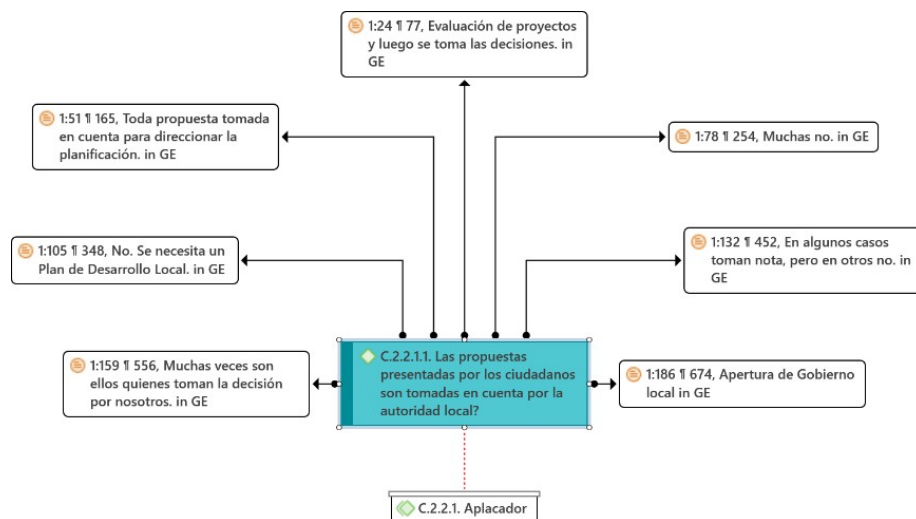 1:24 ¶ 77, Evaluación de proyectos
y luego se toma las decisiones. in
GE
1:51 ¶ 165, Toda propuesta tomada
en cuenta para direccionar la
planificación. in GE
1:78 ¶ 254, Muchas no. in GE
1:105 ¶ 348, No. Se necesita un
Plan de Desarrollo Local. in GE
1:132 ¶ 452, En algunos casos
toman nota, pero en otros no. in
GE
1:159 ¶ 556, Muchas veces son
ellos quienes toman la decisión
por nosotros. in GE
C.2.2.1.1. Las propuestas
presentadas por los ciudadanos
son tomadas en cuenta por la
autoridad local?
1:186 ¶ 674, Apertura de Gobierno
local in GE
C.2.2.1. Aplacador